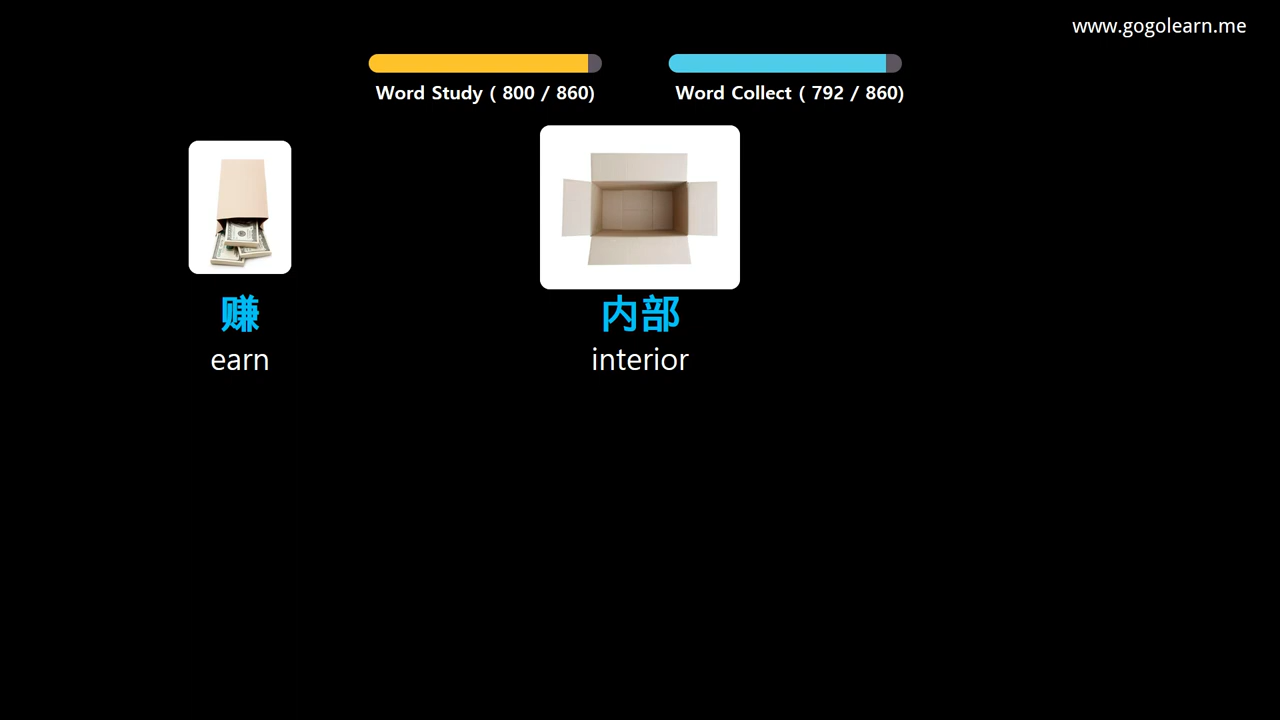 www.gogolearn.me
Word Study ( 800 / 860)
Word Collect ( 792 / 860)
赚
earn
内部
interior